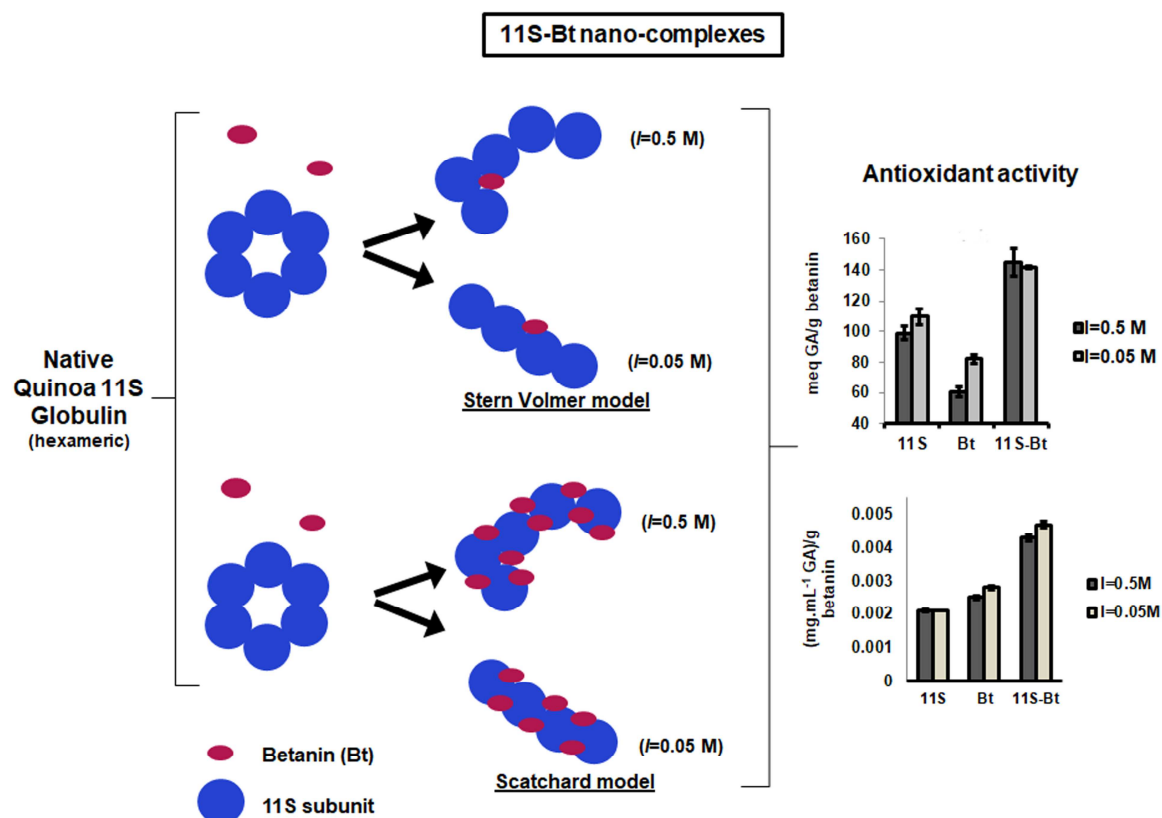 11S-Bt nano-complexes
Native
Quinoa 11S
Globulin
(hexameric)
(I=0.5 M)
(I=0.05 M)
Stern Volmer model
(I=0.5 M)
(I=0.05 M)
Scatchard model
Betanin (Bt)
11S subunit
Antioxidant activity
meq GA/g betanin
160
140
120
100
80
60
40
11S Bt 11S-Bt
I=0.5 M
I=0.05 M
(mg.mL⁻¹ GA)/g
betanin
0.005
0.004
0.003
0.002
0.001
0
11S Bt 11S-Bt
I=0.5M
I=0.05M